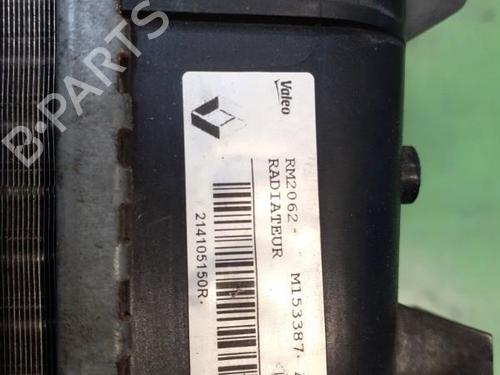 Valeo
RM2062- M153387-
RADIATEUR
214105150R.
B-PARTS